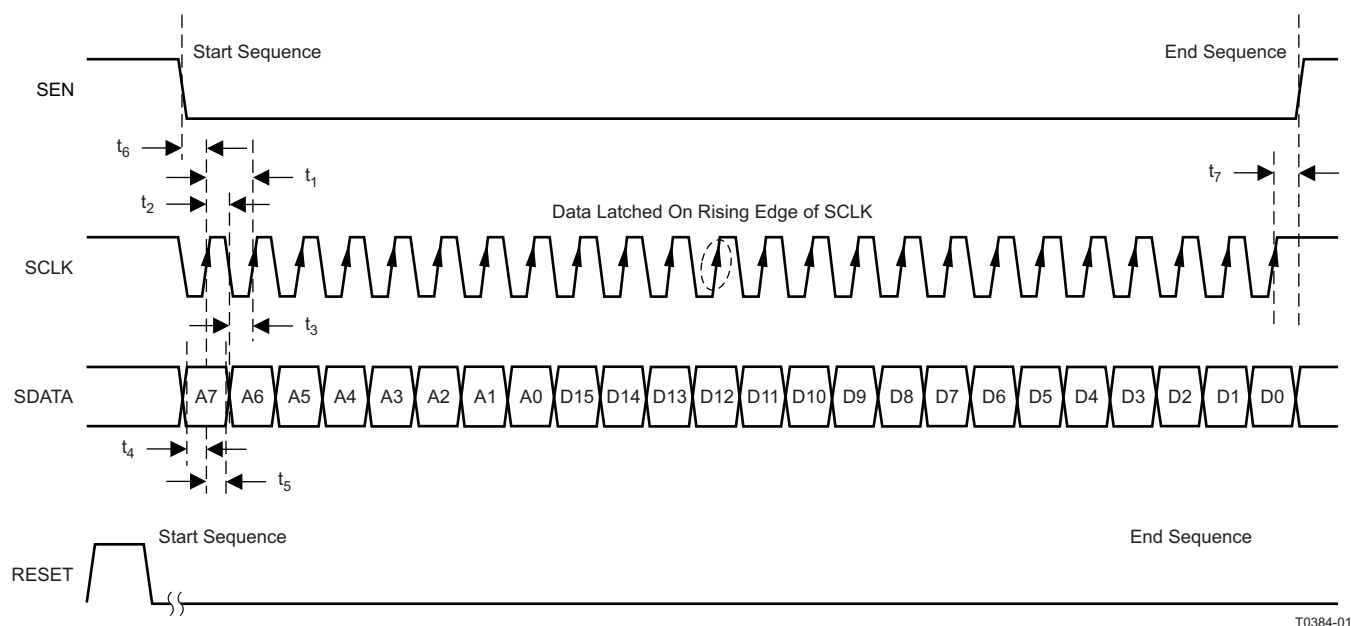 Start Sequence
End Sequence
SEN
t6
t1
t7
t2
Data Latched On Rising Edge of SCLK
SCLK
t3
SDATA
A7 A6 A5 A4 A3 A2 A1 A0 D15 D14 D13 D12 D11 D10 D9 D8 D7 D6 D5 D4 D3 D2 D1 D0
t4
t5
Start Sequence
End Sequence
RESET
T0384-01